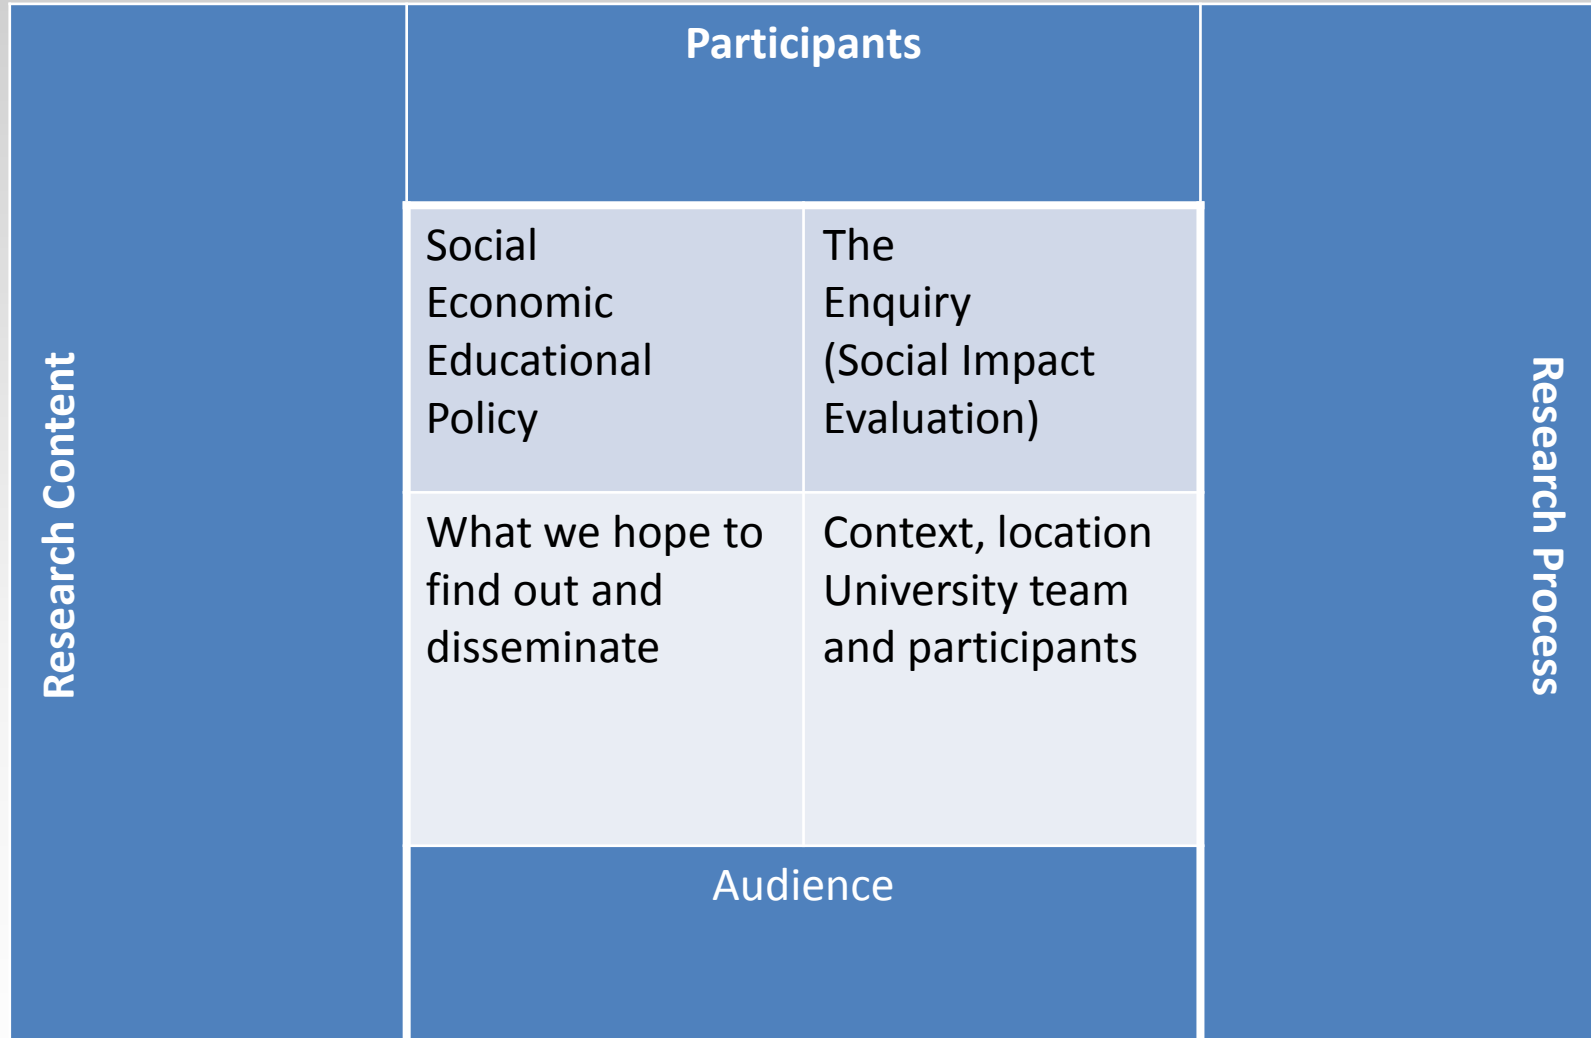 Participants
Research Content
Social
Economic
Educational
Policy
The
Enquiry
(Social Impact
Evaluation)
What we hope to
find out and
disseminate
Context, location
University team
and participants
Research Process
Audience